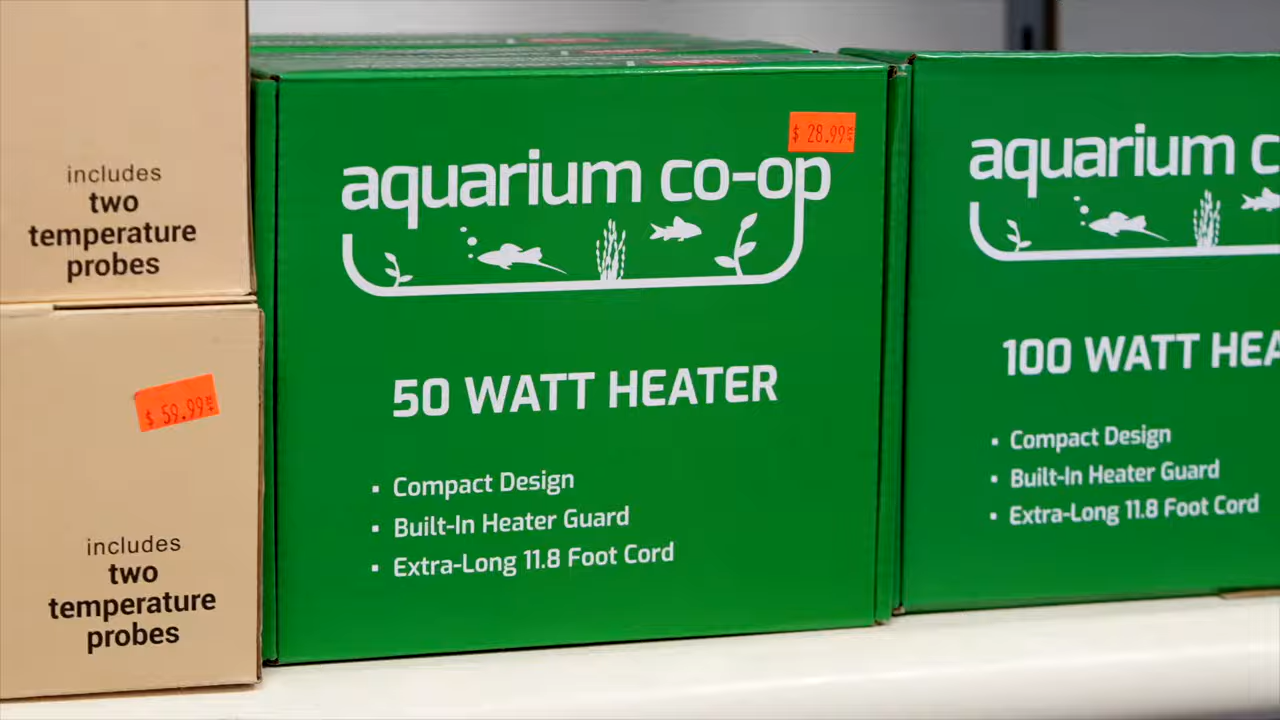 includes
two
temperature
probes
$ 59.99
includes
two
temperature
probes
$ 28.99
aquarium co-op
50 WATT HEATER
▪ Compact Design
▪ Built-In Heater Guard
▪ Extra-Long 11.8 Foot Cord
aquarium c
100 WATT HEA
▪ Compact Design
▪ Built-In Heater Guard
▪ Extra-Long 11.8 Foot Cord